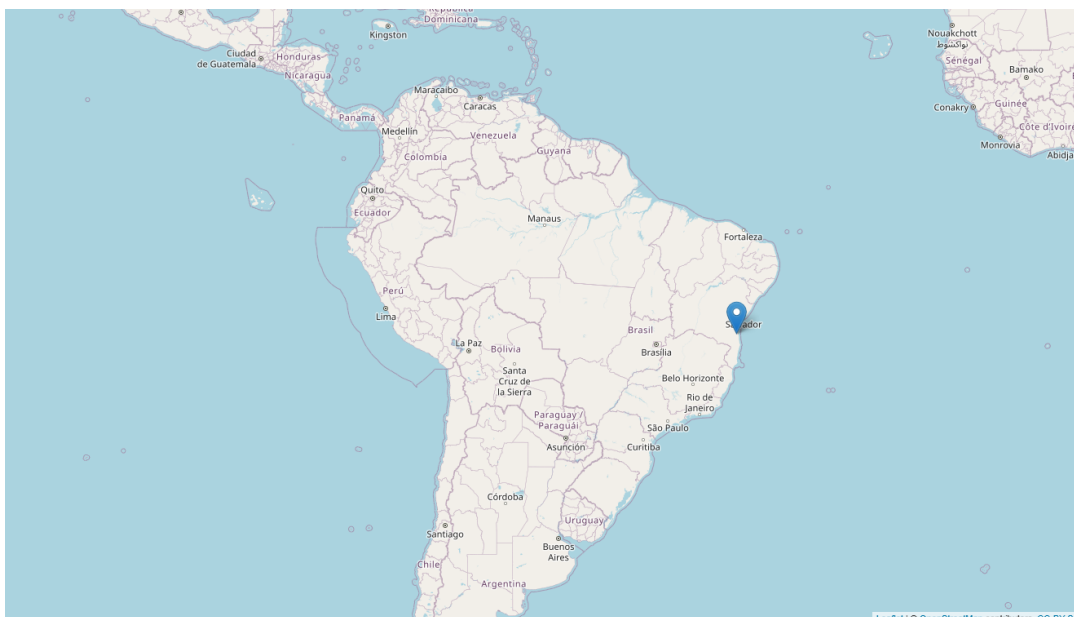 República
Dominicana
Kingston
Ciudad
de Guatemala
Honduras
Nicaragua
Nouakchott
نواكشوط
Sénégal
Bamako
Maracaibo
Caracas
Panamá
Conakry
Guinée
Medellín
Venezuela
Côte d'Ivoire
Monrovia
Colombia
Guyana
Quito
Ecuador
Manaus
Fortaleza
Perú
Lima
Brasil
La Paz
Bolivia
Brasília
Santa
Cruz de
la Sierra
Belo Horizonte
Rio de
Janeiro
Paraguay /
Paraguái
São Paulo
Asunción
Curitiba
Córdoba
Uruguay
Santiago
Buenos
Aires
Chile
Argentina